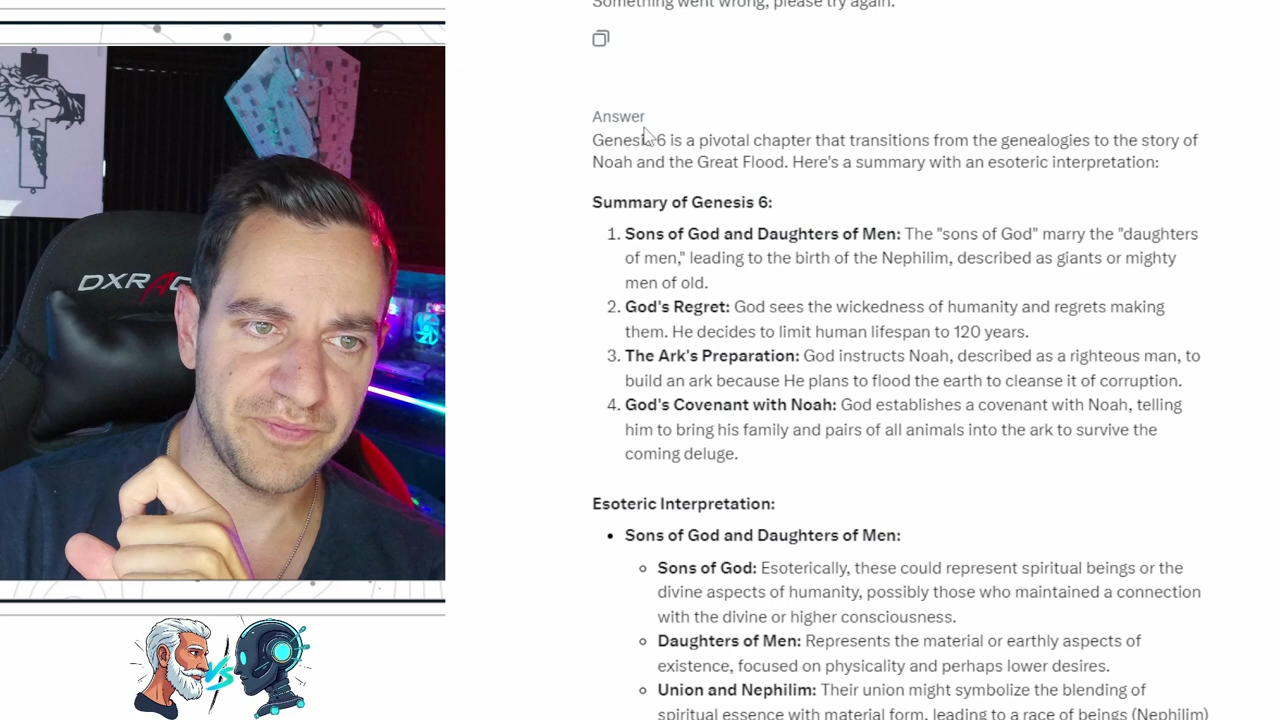 Something went wrong, please try again.
Answer
Genesis 6 is a pivotal chapter that transitions from the genealogies to the story of
Noah and the Great Flood. Here's a summary with an esoteric interpretation:
Summary of Genesis 6:
1. Sons of God and Daughters of Men: The "sons of God" marry the "daughters
of men," leading to the birth of the Nephilim, described as giants or mighty
men of old.
2. God's Regret: God sees the wickedness of humanity and regrets making
them. He decides to limit human lifespan to 120 years.
3. The Ark's Preparation: God instructs Noah, described as a righteous man, to
build an ark because He plans to flood the earth to cleanse it of corruption.
4. God's Covenant with Noah: God establishes a covenant with Noah, telling
him to bring his family and pairs of all animals into the ark to survive the
coming deluge.
Esoteric Interpretation:
• Sons of God and Daughters of Men:
◦ Sons of God: Esoterically, these could represent spiritual beings or the
divine aspects of humanity, possibly those who maintained a connection
with the divine or higher consciousness.
◦ Daughters of Men: Represents the material or earthly aspects of
existence, focused on physicality and perhaps lower desires.
◦ Union and Nephilim: Their union might symbolize the blending of
spiritual essence with material form, leading to a race of beings (Nephilim)
DXRAC
VS